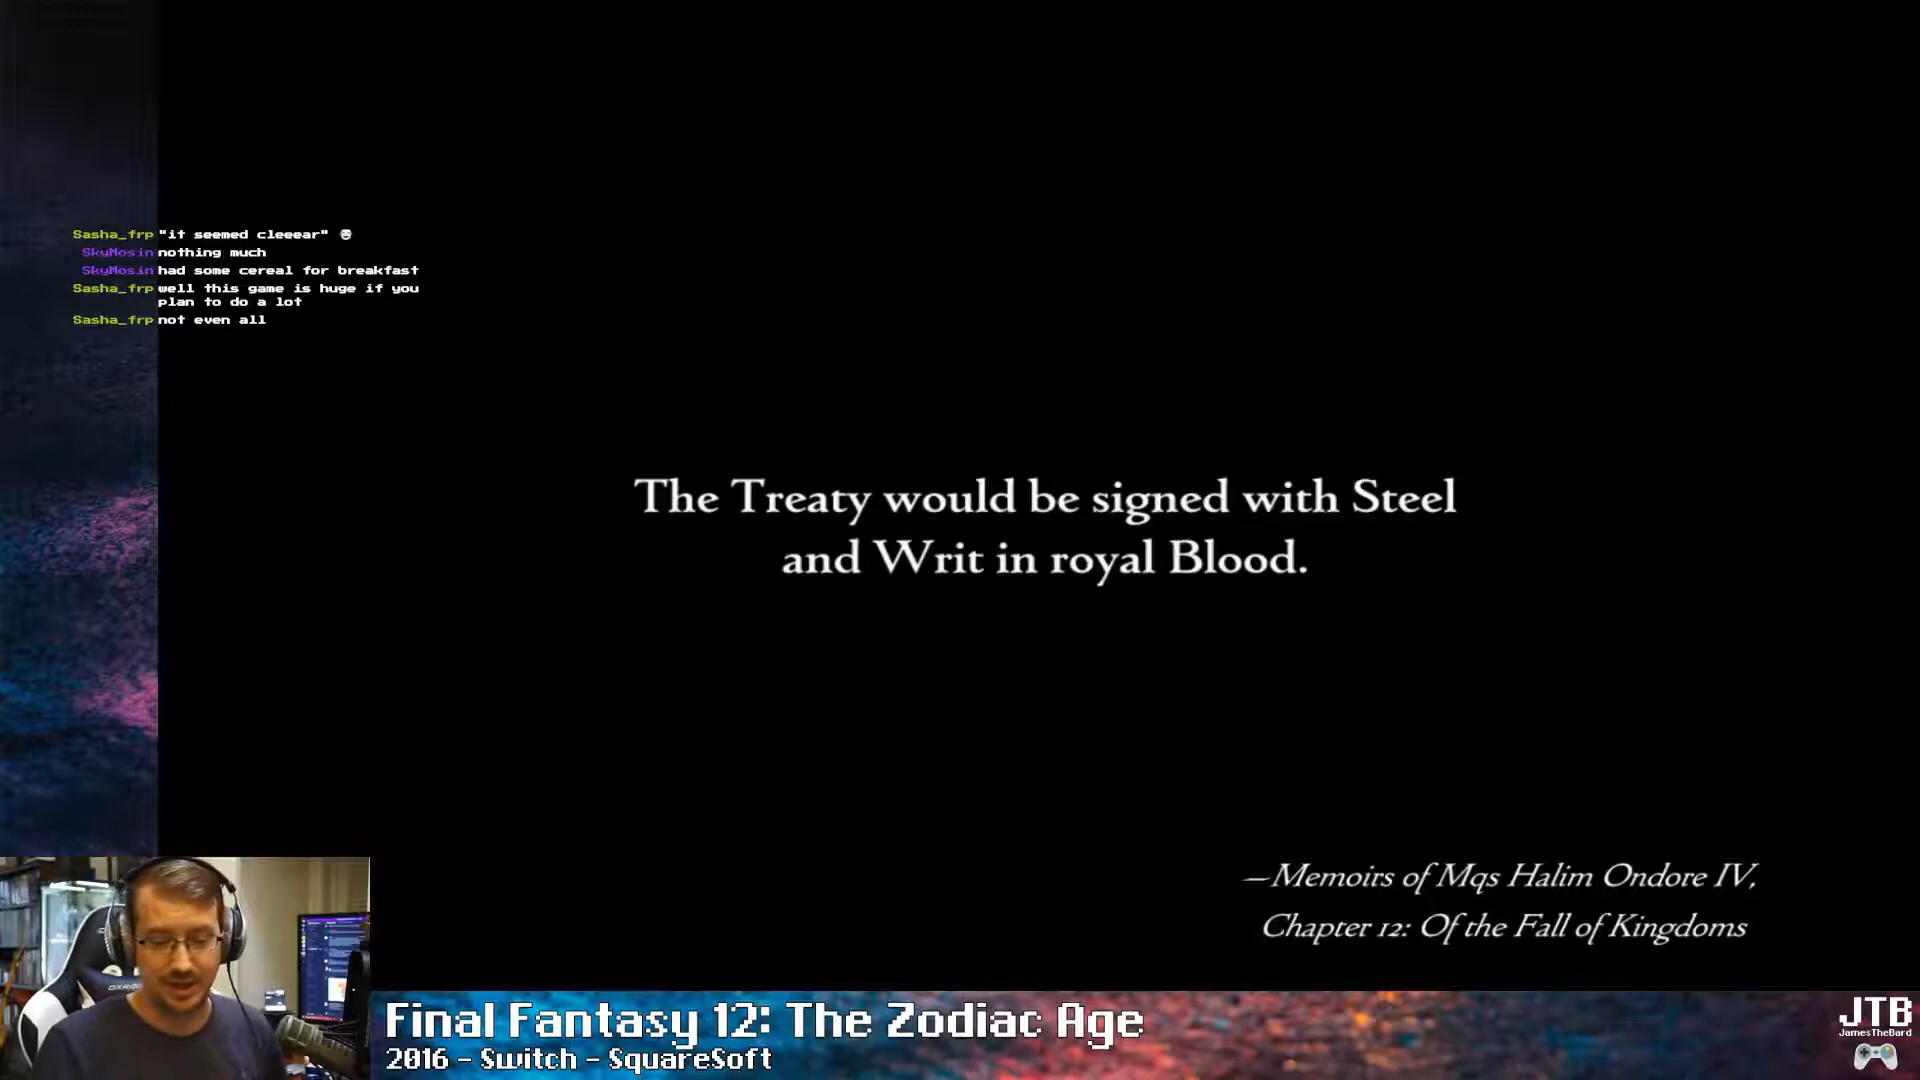 Sasha_frp "it seemed cleeear"
SkyMosin nothing much
SkyMosin had some cereal for breakfast
Sasha_frp well this game is huge if you
plan to do a lot
Sasha_frp not even all
The Treaty would be signed with Steel
and Writ in royal Blood.
—Memoirs of Mqs Halim Ondore IV,
Chapter 12: Of the Fall of Kingdoms
Final Fantasy 12: The Zodiac Age
2016 - Switch - SquareSoft
JTB
JamesTheBard